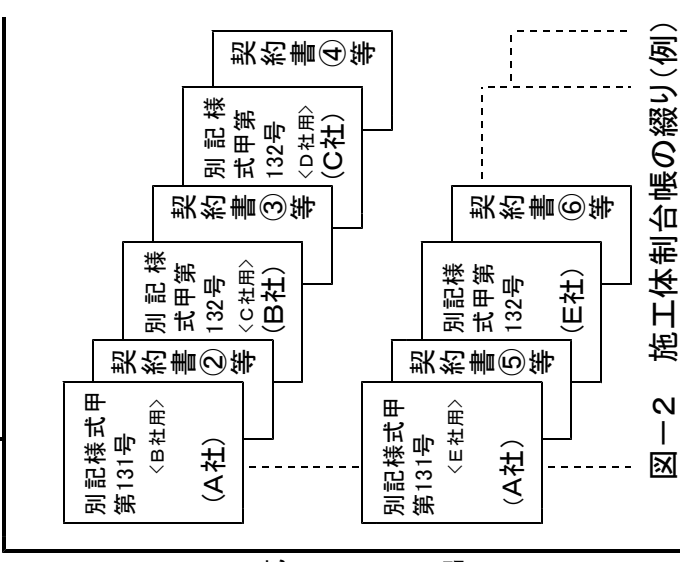 別記様式甲
第131号
<B社用>
(A社)
契約書②等
別記様
式甲第
132号
<C社用>
(B社)
契約書③等
別記様
式甲第
132号
<D社用>
(C社)
契約書④等
別記様式甲
第131号
<E社用>
(A社)
契約書⑤等
別記様
式甲第
132号
(E社)
契約書⑥等
図－2 施工体制台帳の綴り(例)